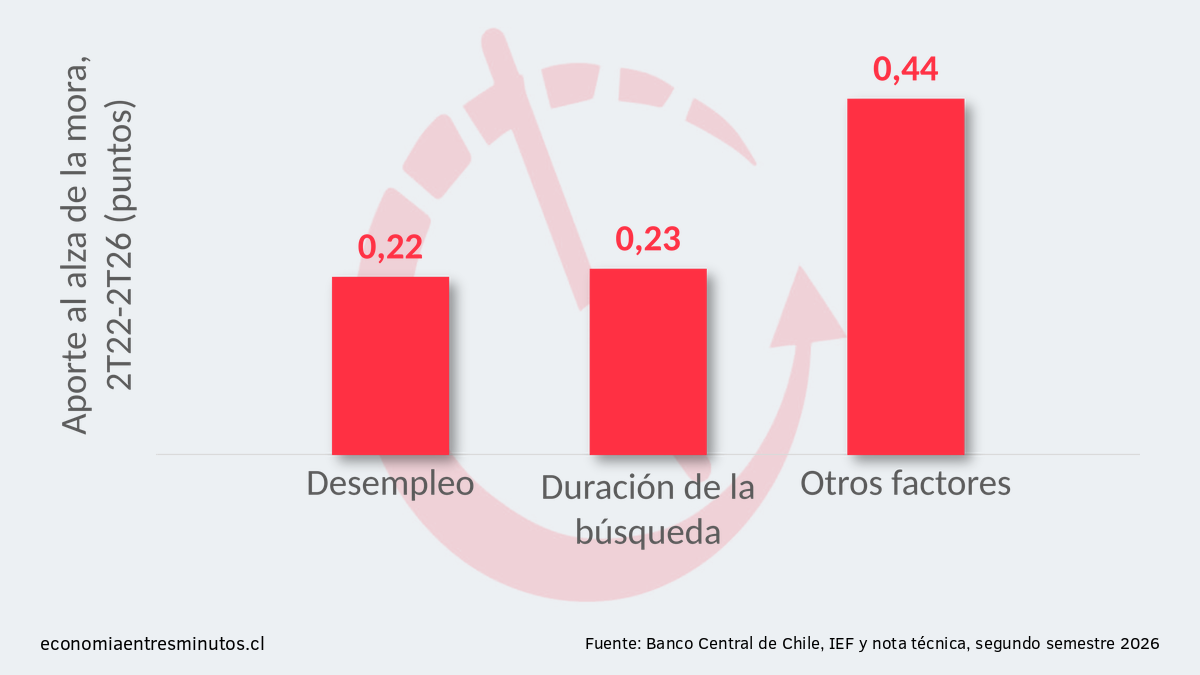 Aporte al alza de la mora,
2T22-2T26 (puntos)
0,22
0,23
0,44
Desempleo
Duración de la
búsqueda
Otros factores
economiaentresminutos.cl
Fuente: Banco Central de Chile, IEF y nota técnica, segundo semestre 2026